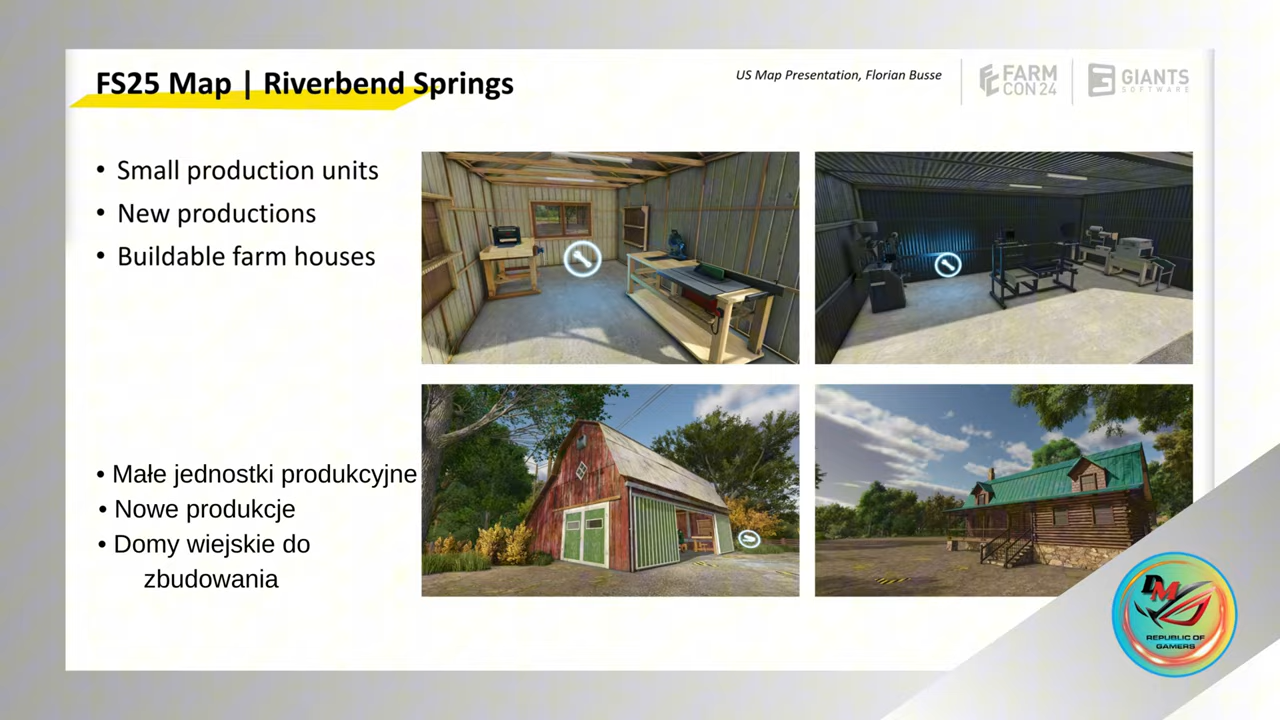 FS25 Map | Riverbend Springs
US Map Presentation, Florian Busse
FARM
CON 24
GIANTS
SOFTWARE
• Small production units
• New productions
• Buildable farm houses
• Małe jednostki produkcyjne
• Nowe produkcje
• Domy wiejskie do
zbudowania
DM
REPUBLIC OF
GAMERS